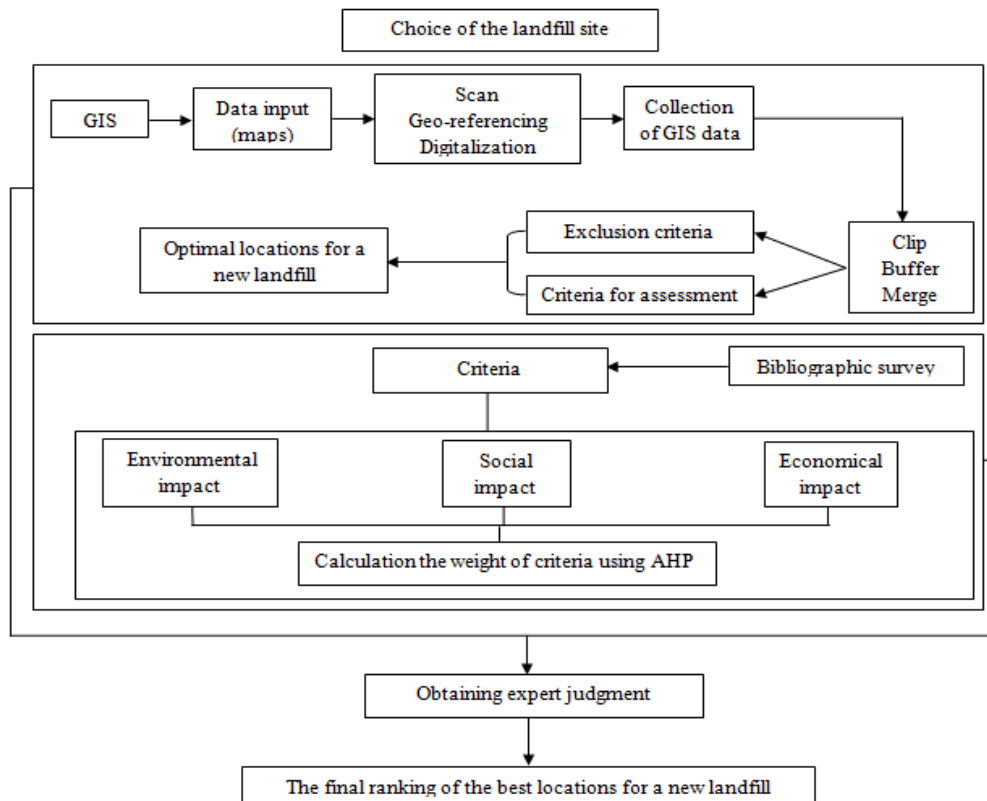 Choice of the landfill site
GIS
Data input
(maps)
Scan
Geo-referencing
Digitalization
Collection
of GIS data
Clip
Buffer
Merge
Exclusion criteria
Criteria for assessment
Optimal locations for a
new landfill
Criteria
Bibliographic survey
Environmental
impact
Social
impact
Economical
impact
Calculation the weight of criteria using AHP
Obtaining expert judgment
The final ranking of the best locations for a new landfill